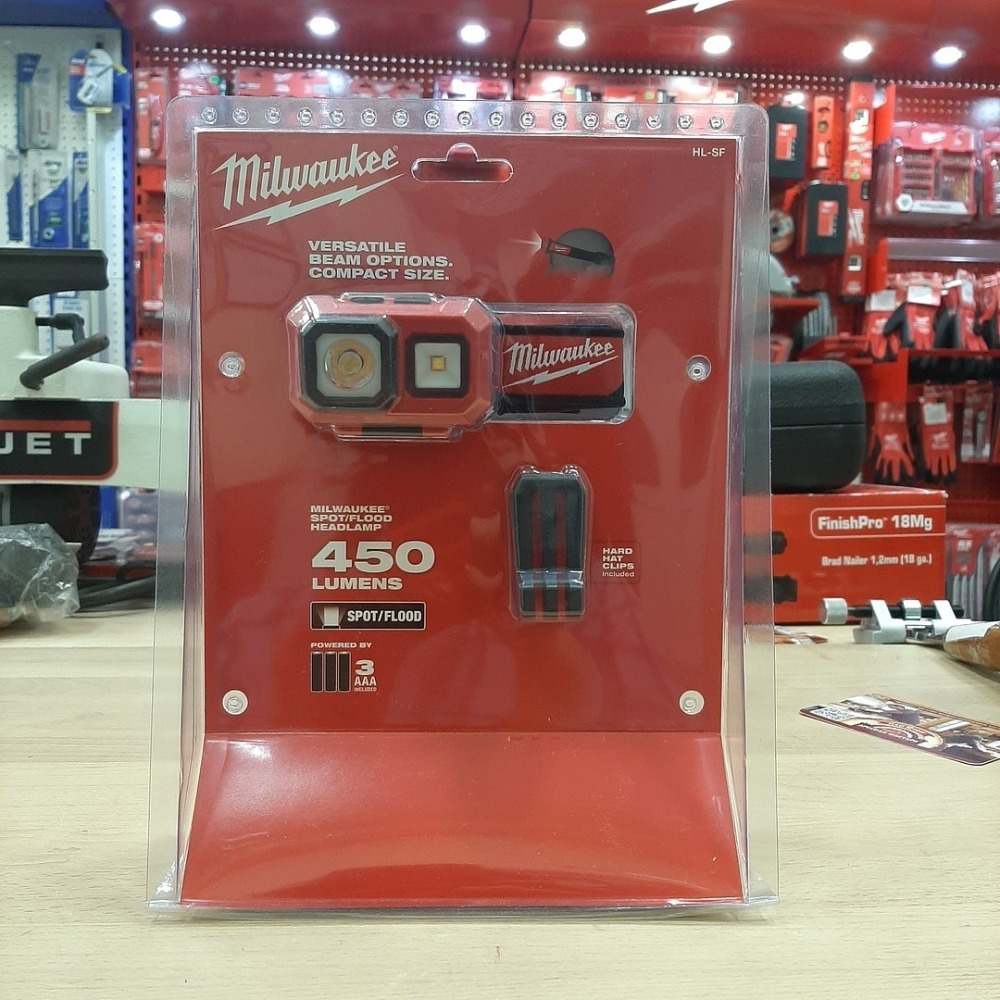 Milwaukee®
HL-SF
VERSATILE
BEAM OPTIONS.
COMPACT SIZE.
Milwaukee
MILWAUKEE®
SPOT/FLOOD
HEADLAMP
450
LUMENS
SPOT/FLOOD
POWERED BY
3
AAA
INCLUDED
HARD
HAT
CLIPS
Included
JET
FinishPro™ 18Mg
Brad Nailer 1,2mm (18 ga.)